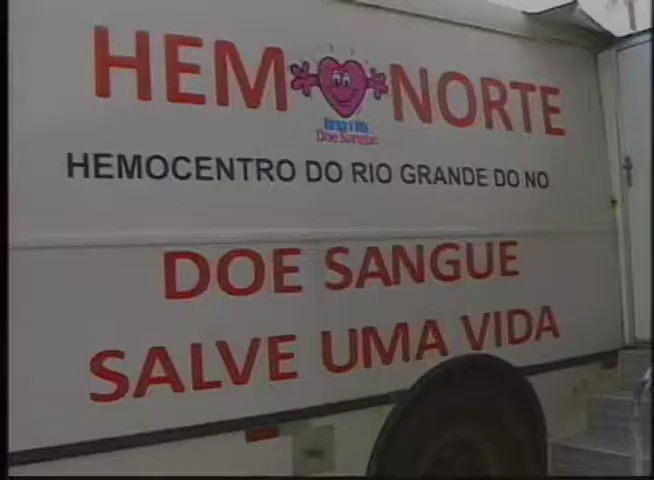 HEM NORTE
Doe Sangue
HEMOCENTRO DO RIO GRANDE DO NO
DOE SANGUE
SALVE UMA VIDA